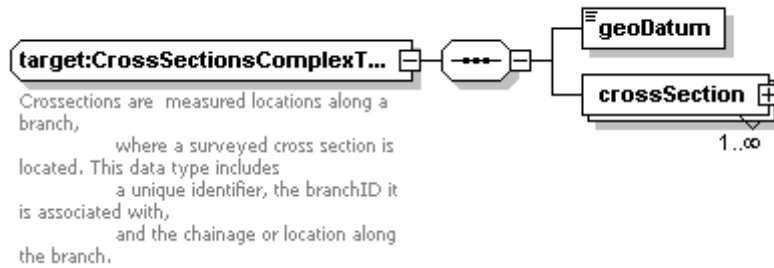 geoDatum
target:CrossSectionsComplexT...
crossSection
1..∞
Crossections are measured locations along a
branch,
where a surveyed cross section is
located. This data type includes
a unique identifier, the branchID it
is associated with,
and the chainage or location along
the branch.